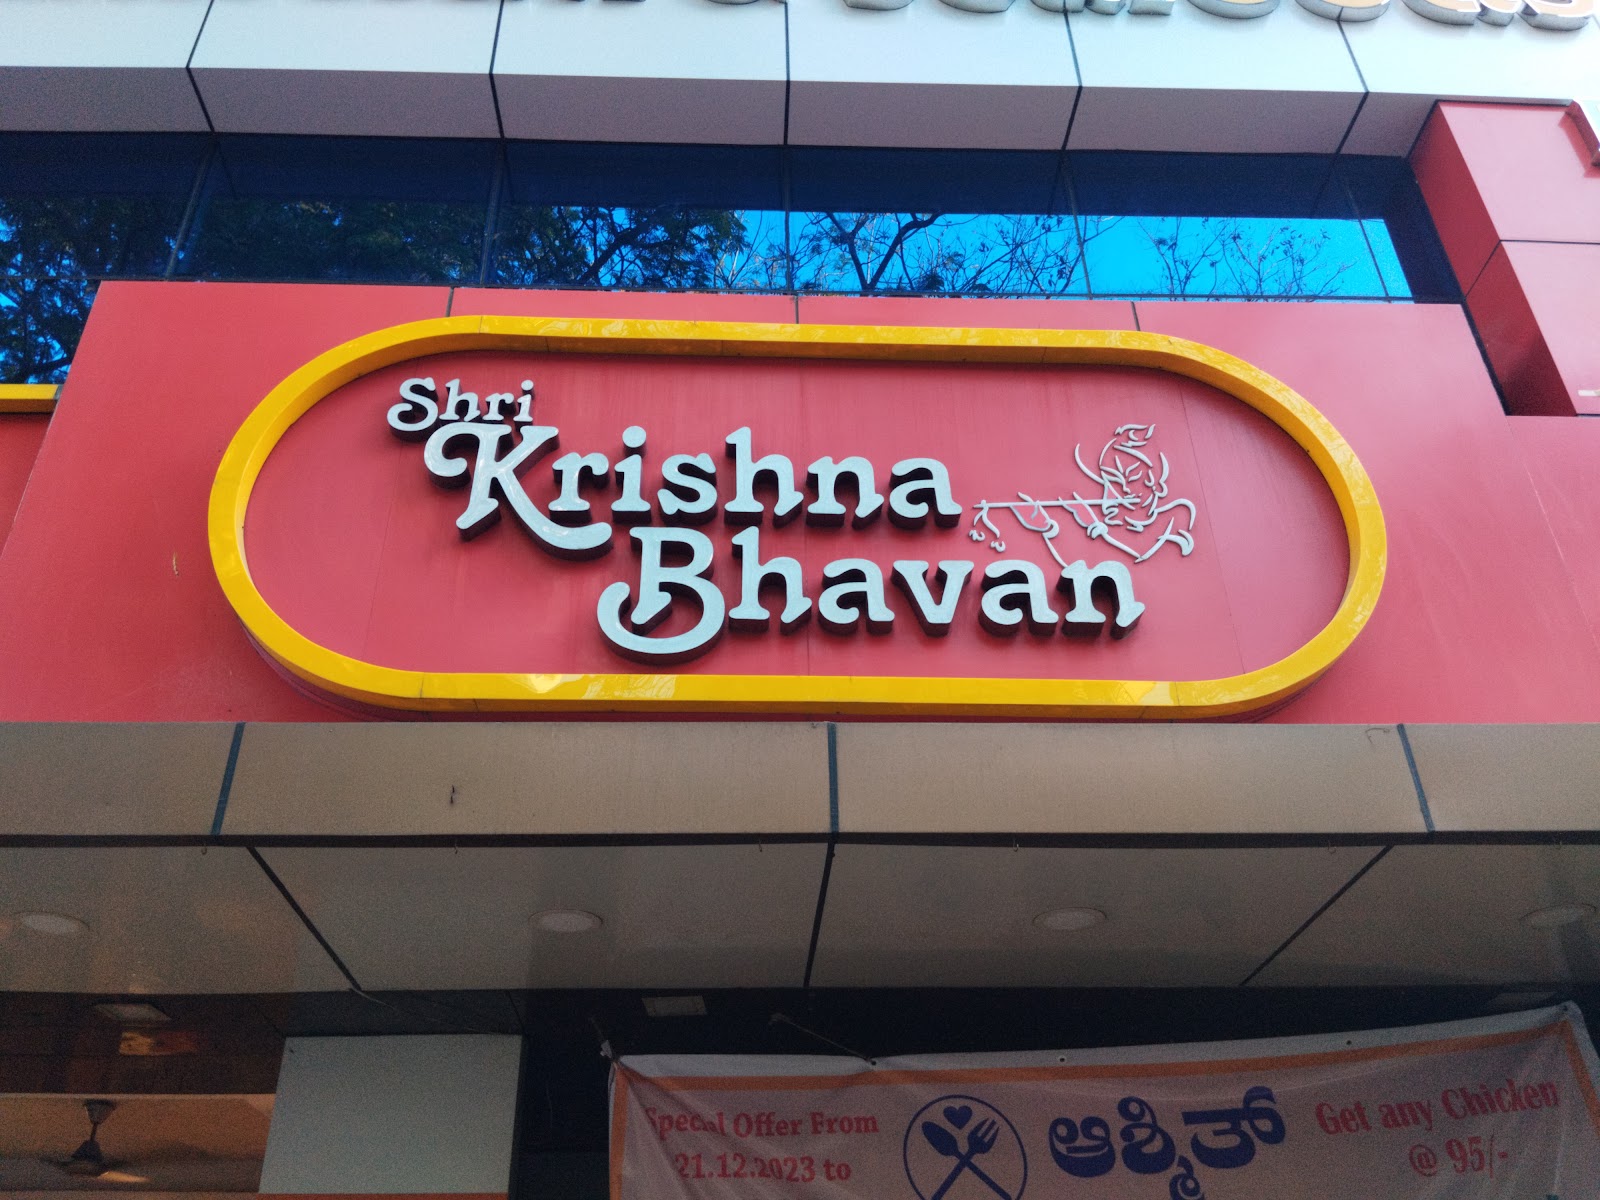 Shri
Krishna
Bhavan
Special Offer From
21.12.2023 to
ಆಶ್ಮಿತ್
Get any Chicken
@ 95/-